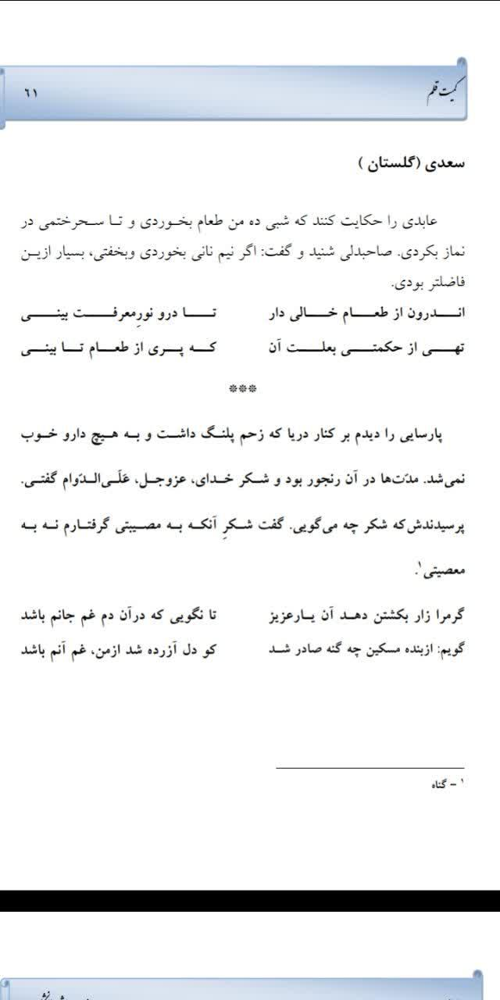 کمیت قلم ٦١
سعدی (گلستان )
عابدی را حکایت کنند که شبی ده من طعام بخوردی و تا سحرختمی در
نماز بکردی. صاحبدلی شنید و گفت: اگر نیم نانی بخوردی وبخفتی، بسیار ازین
فاضلتر بودی.
اندرون از طعام خالی دار تا درو نورِمعرفت بینی
تهی از حکمتی بعلت آن که پری از طعام تا بینی
***
پارسایی را دیدم بر کنار دریا که زحم پلنگ داشت و به هیچ دارو خوب
نمی‌شد. مدّت‌ها در آن رنجور بود و شکر خدای، عزوجل، عَلَی‌الدّوام گفتی.
پرسیدندش‌که شکر چه می‌گویی. گفت شکرِ آنکه به مصیبتی گرفتارم نه به
معصیتی۱.
گرمرا زار بکشتن دهد آن یارعزیز تا نگویی که درآن دم غم جانم باشد
گویم: ازبنده مسکین چه گنه صادر شد کو دل آزرده شد ازمن، غم آنم باشد
۱ – گناه